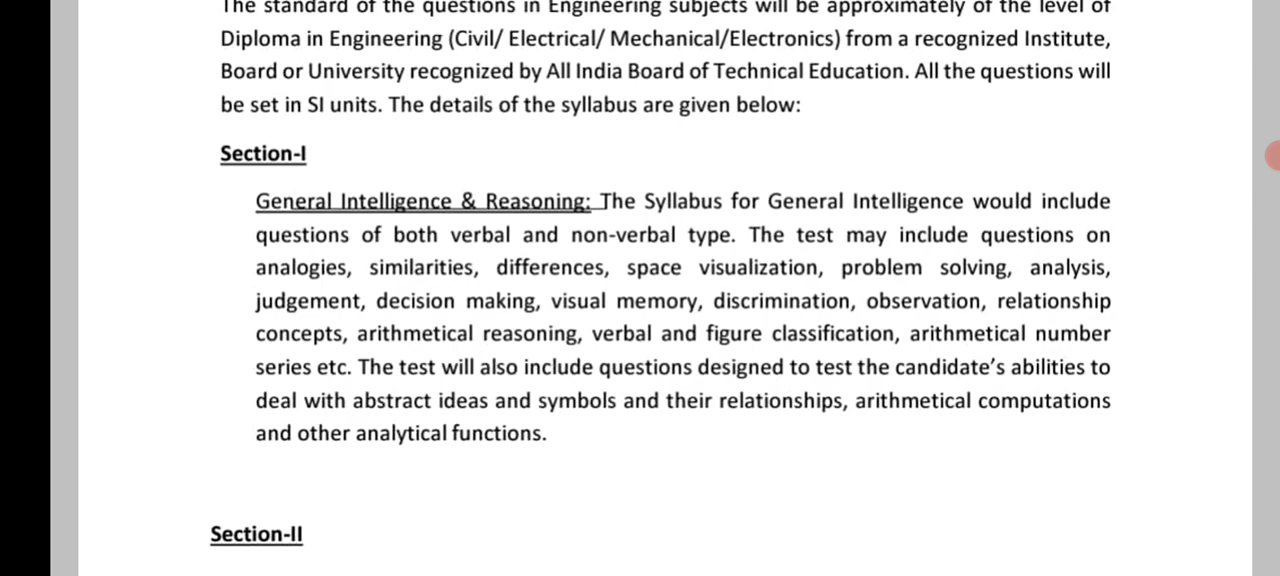 The standard of the questions in Engineering subjects will be approximately of the level of
Diploma in Engineering (Civil/ Electrical/ Mechanical/Electronics) from a recognized Institute,
Board or University recognized by All India Board of Technical Education. All the questions will
be set in SI units. The details of the syllabus are given below:
Section-I
General Intelligence & Reasoning: The Syllabus for General Intelligence would include
questions of both verbal and non-verbal type. The test may include questions on
analogies, similarities, differences, space visualization, problem solving, analysis,
judgement, decision making, visual memory, discrimination, observation, relationship
concepts, arithmetical reasoning, verbal and figure classification, arithmetical number
series etc. The test will also include questions designed to test the candidate’s abilities to
deal with abstract ideas and symbols and their relationships, arithmetical computations
and other analytical functions.
Section-II